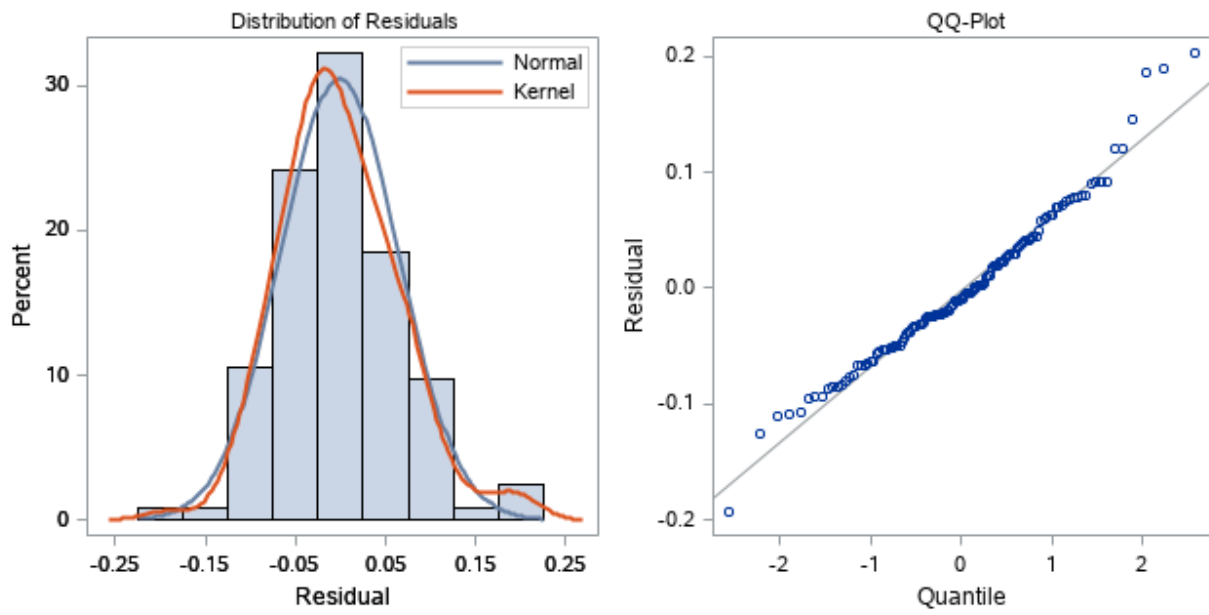 Distribution of Residuals
Normal
Kernel
30
20
10
0
Percent
-0.25 -0.15 -0.05 0.05 0.15 0.25
Residual
QQ-Plot
0.2
0.1
0.0
-0.1
-0.2
Residual
-2 -1 0 1 2
Quantile